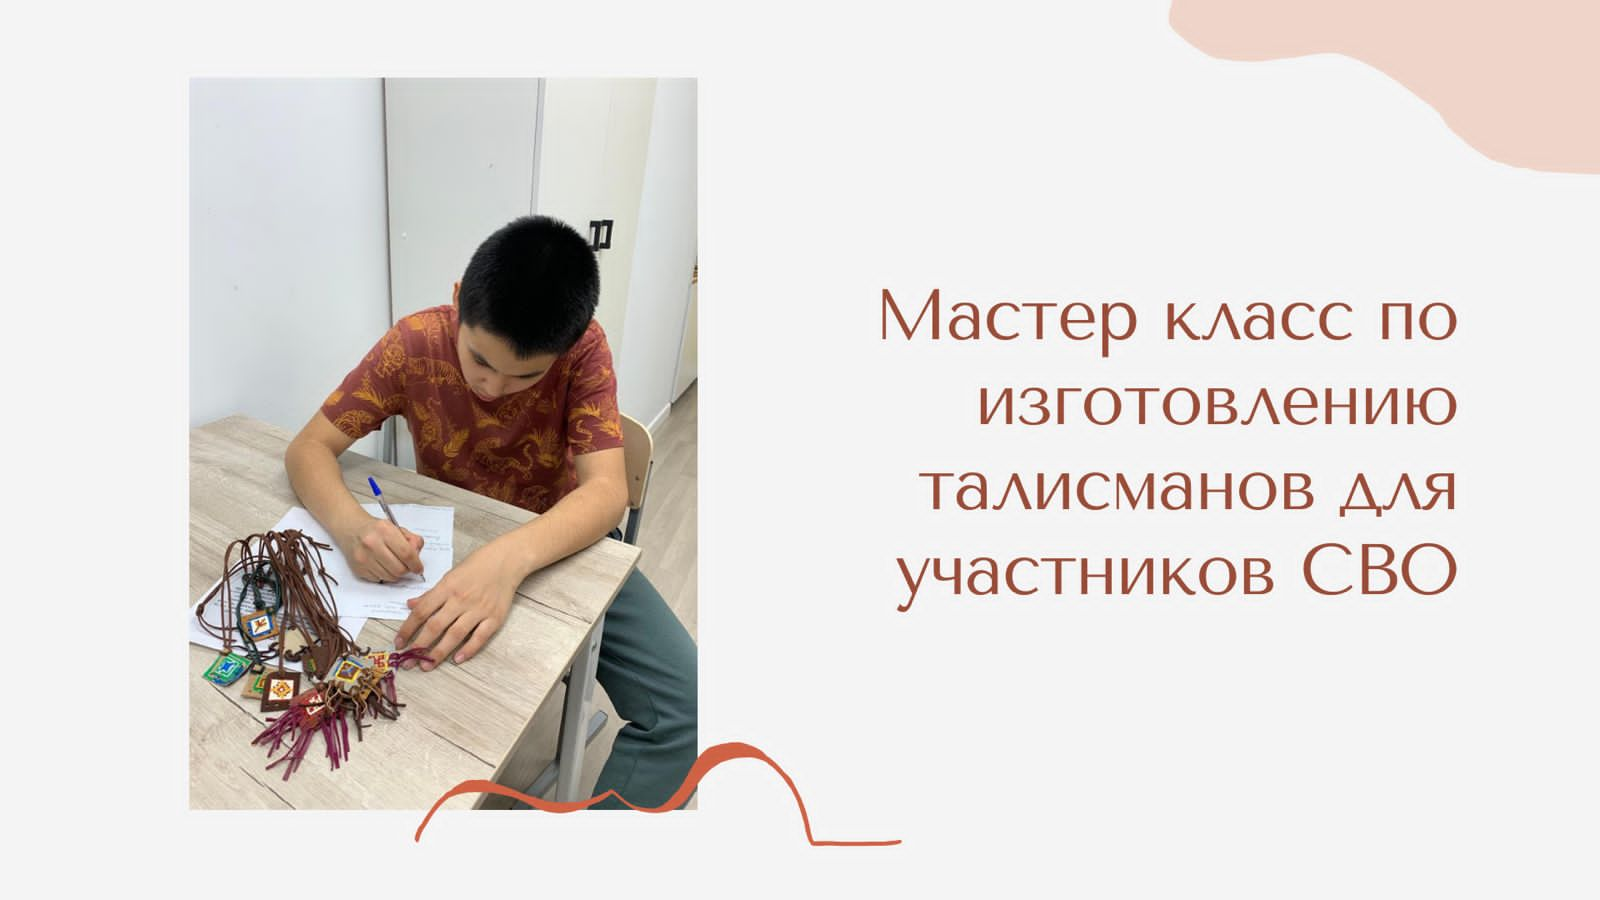 Мастер класс по
изготовлению
талисманов для
участников СВО